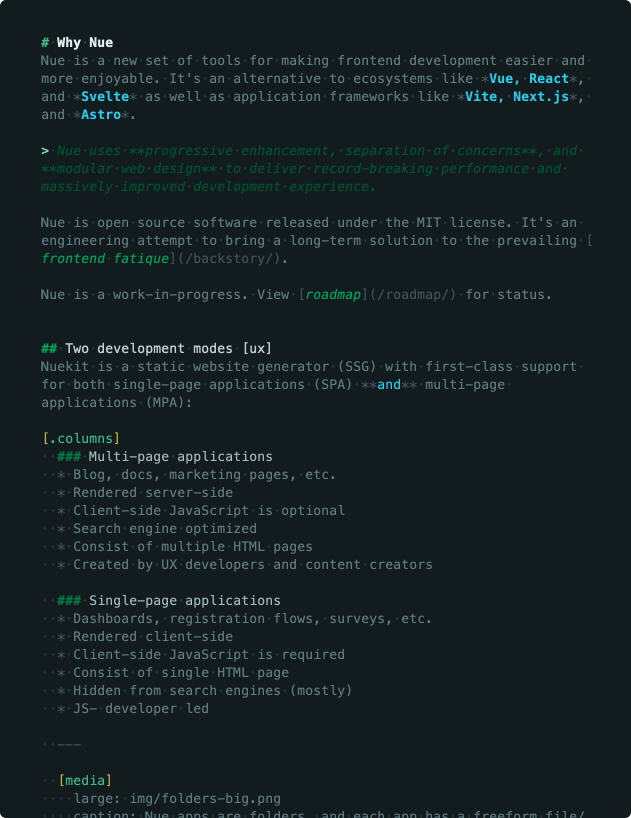 # Why Nue
Nue is a new set of tools for making frontend development easier and
more enjoyable. It's an alternative to ecosystems like *Vue, React*,
and *Svelte* as well as application frameworks like *Vite, Next.js*,
and *Astro*.
> Nue uses **progressive enhancement, separation of concerns**, and
**modular web design** to deliver record-breaking performance and
massively improved development experience.
Nue is open source software released under the MIT license. It's an
engineering attempt to bring a long-term solution to the prevailing [
frontend fatique](/backstory/).
Nue is a work-in-progress. View [roadmap](/roadmap/) for status.
## Two development modes [ux]
Nuekit is a static website generator (SSG) with first-class support
for both single-page applications (SPA) **and** multi-page
applications (MPA):
[.columns]
### Multi-page applications
* Blog, docs, marketing pages, etc.
* Rendered server-side
* Client-side JavaScript is optional
* Search engine optimized
* Consist of multiple HTML pages
* Created by UX developers and content creators
### Single-page applications
* Dashboards, registration flows, surveys, etc.
* Rendered client-side
* Client-side JavaScript is required
* Consist of single HTML page
* Hidden from search engines (mostly)
* JS- developer led
---
[media]
large: img/folders-big.png
caption: Nue apps are folders, and each app has a freeform file/